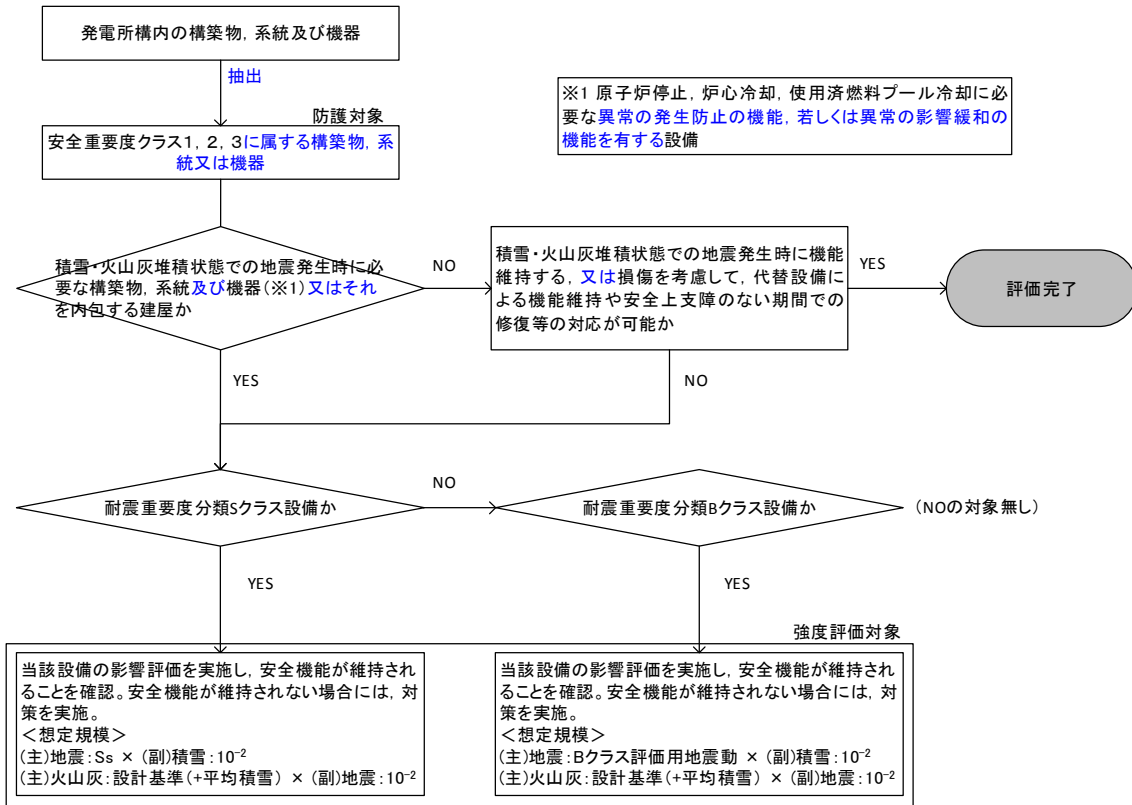 発電所構内の構築物，系統及び機器
抽出
※1 原子炉停止，炉心冷却，使用済燃料プール冷却に必
要な異常の発生防止の機能，若しくは異常の影響緩和の
機能を有する設備
防護対象
安全重要度クラス1，2，3に属する構築物，系
統又は機器
積雪・火山灰堆積状態での地震発生時に必
要な構築物，系統及び機器（※1）又はそれ
を内包する建屋か
NO
積雪・火山灰堆積状態での地震発生時に機能
維持する，又は損傷を考慮して，代替設備に
よる機能維持や安全上支障のない期間での
修復等の対応が可能か
YES
評価完了
YES
NO
耐震重要度分類Sクラス設備か
NO
耐震重要度分類Bクラス設備か
（NOの対象無し）
YES
YES
強度評価対象
当該設備の影響評価を実施し，安全機能が維持され
ることを確認。安全機能が維持されない場合には，対
策を実施。
＜想定規模＞
(主)地震：Ss × (副)積雪：10⁻²
(主)火山灰：設計基準(+平均積雪) × (副)地震：10⁻²
当該設備の影響評価を実施し，安全機能が維持され
ることを確認。安全機能が維持されない場合には，対
策を実施。
＜想定規模＞
(主)地震：Bクラス評価用地震動 × (副)積雪：10⁻²
(主)火山灰：設計基準(+平均積雪) × (副)地震：10⁻²